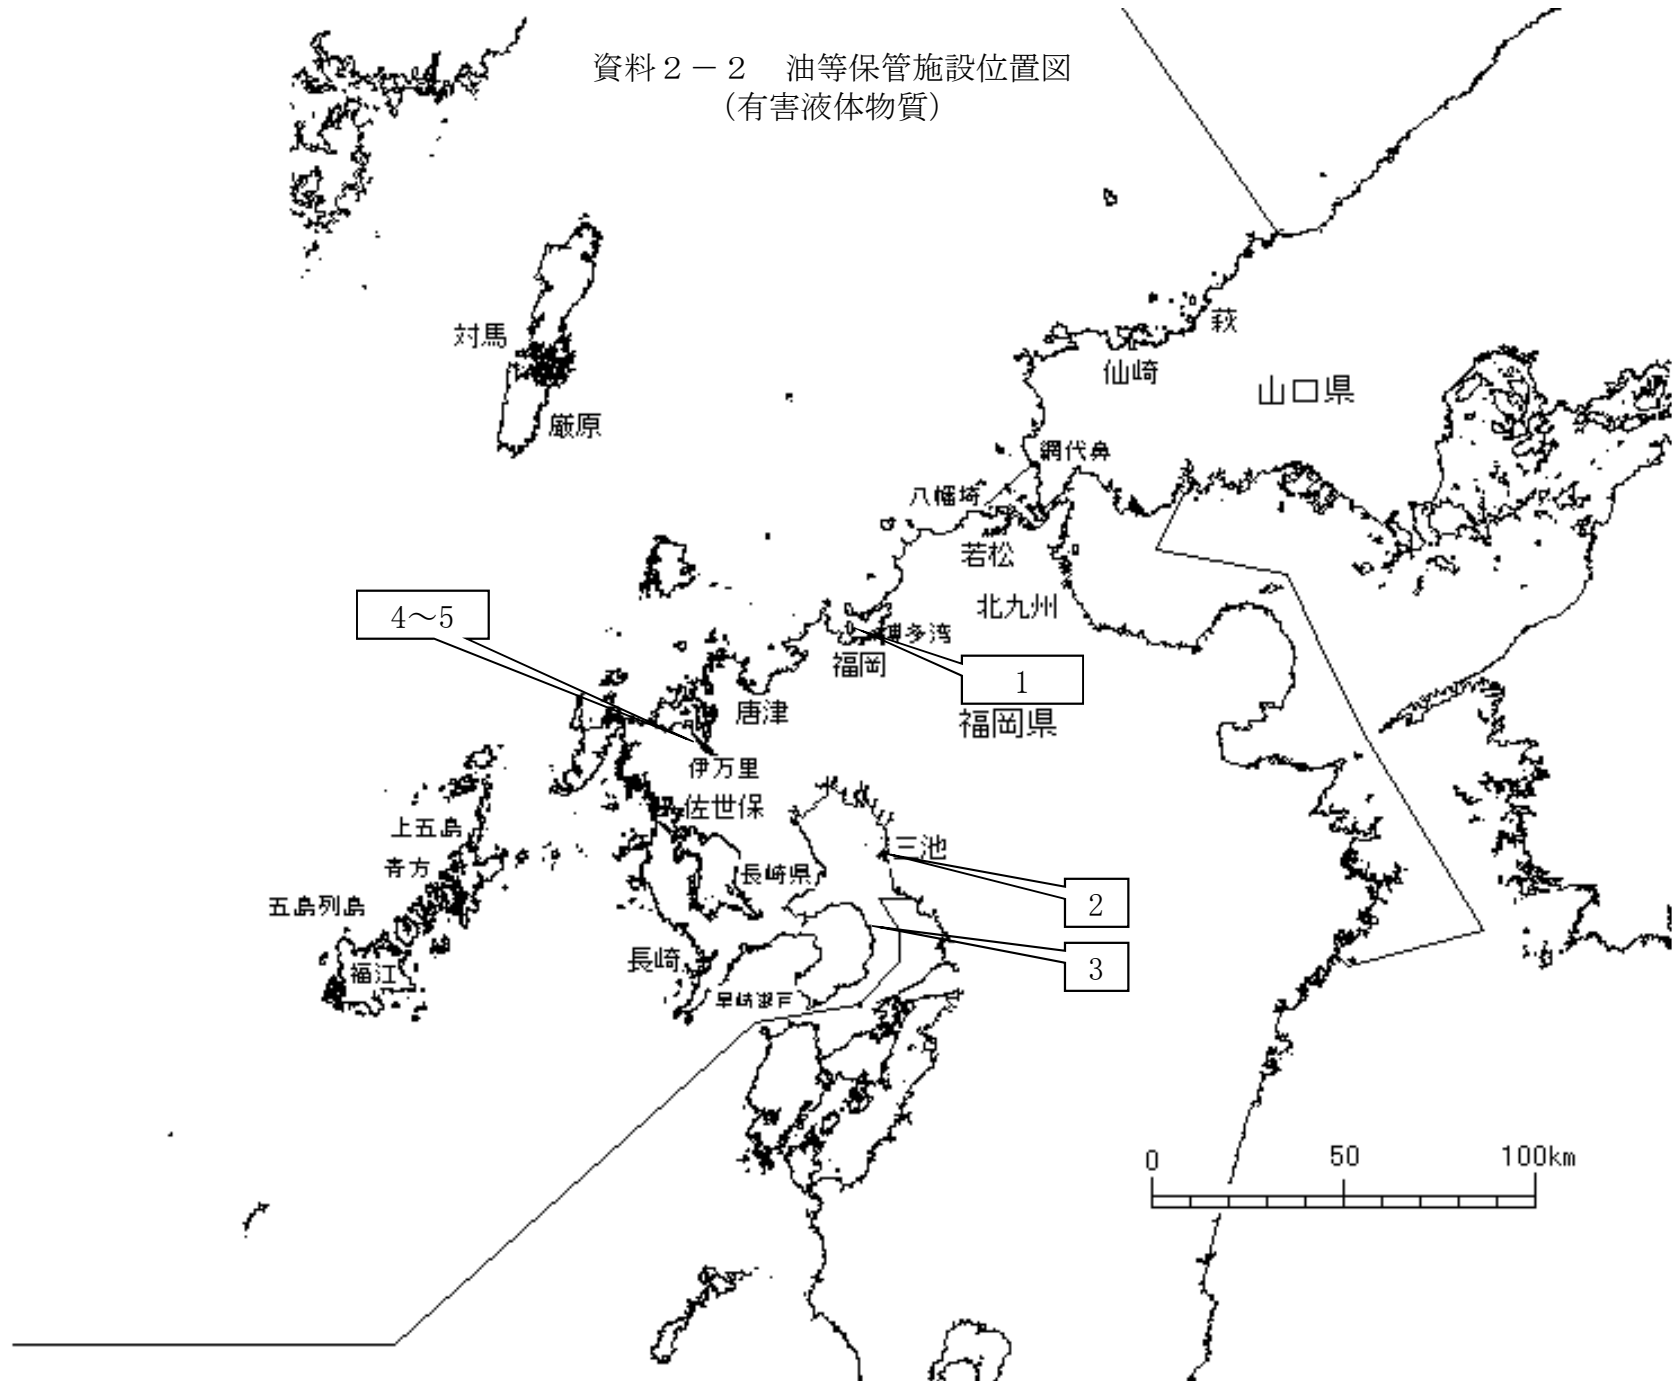 資料２－２　油等保管施設位置図
（有害液体物質）
萩
対馬
仙崎
山口県
厳原
網代鼻
八幡埼
若松
4～5
北九州
博多湾
福岡
1
唐津
福岡県
伊万里
佐世保
上五島
三池
青方
長崎県
2
五島列島
長崎
3
福江
早崎瀬戸
0
50
100km